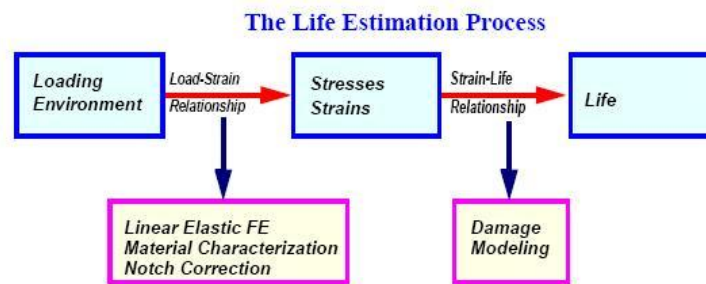 The Life Estimation Process
Loading
Environment
Load-Strain
Relationship
Stresses
Strains
Strain-Life
Relationship
Life
Linear Elastic FE
Material Characterization
Notch Correction
Damage
Modeling